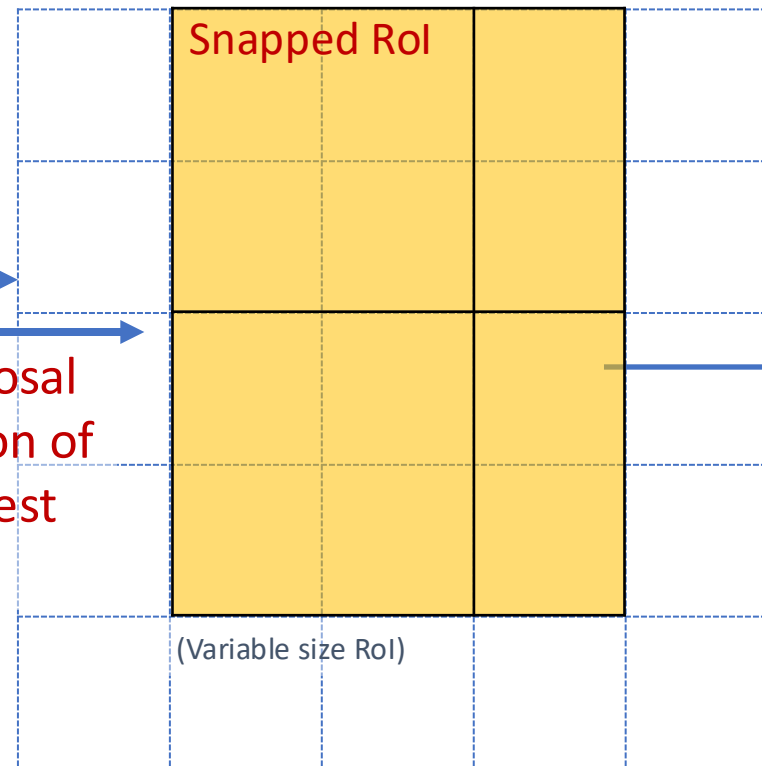 Snapped RoI
osal
on of
est
(Variable size RoI)